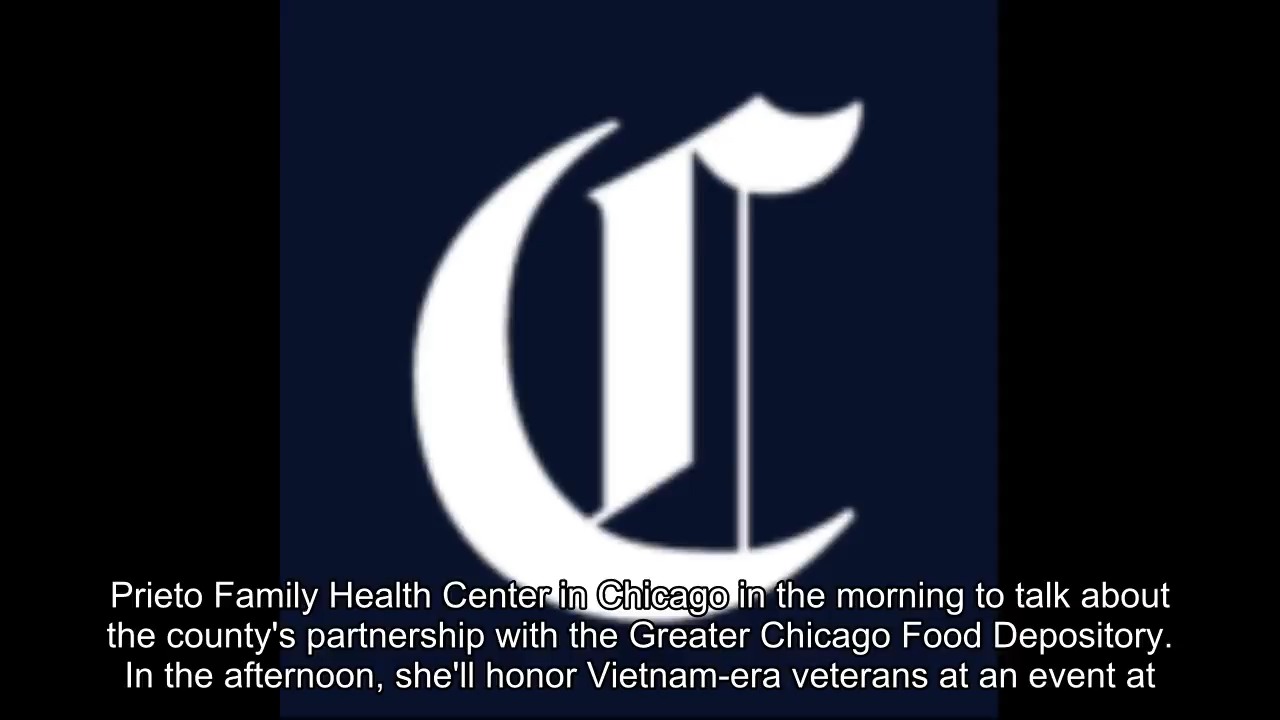 C
Prieto Family Health Center in Chicago in the morning to talk about
the county's partnership with the Greater Chicago Food Depository.
In the afternoon, she'll honor Vietnam-era veterans at an event at